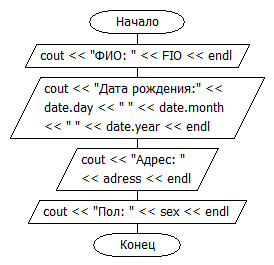 Начало
cout << "ФИО: " << FIO << endl
cout << "Дата рождения:" <<
date.day << " " << date.month
<< " " << date.year << endl
cout << "Адрес: "
<< adress << endl
cout << "Пол: " << sex << endl
Конец